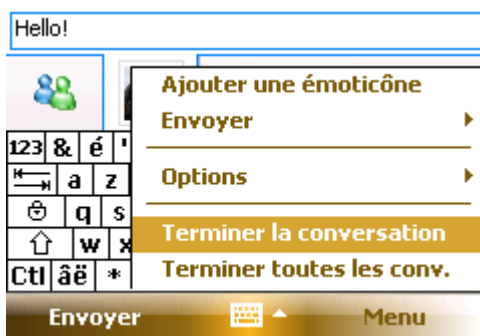 Hello!
Ajouter une émoticône
Envoyer
Options
Terminer la conversation
Terminer toutes les conv.
123 & é '
a z
q s
w x
Ctl âë *
Envoyer Menu